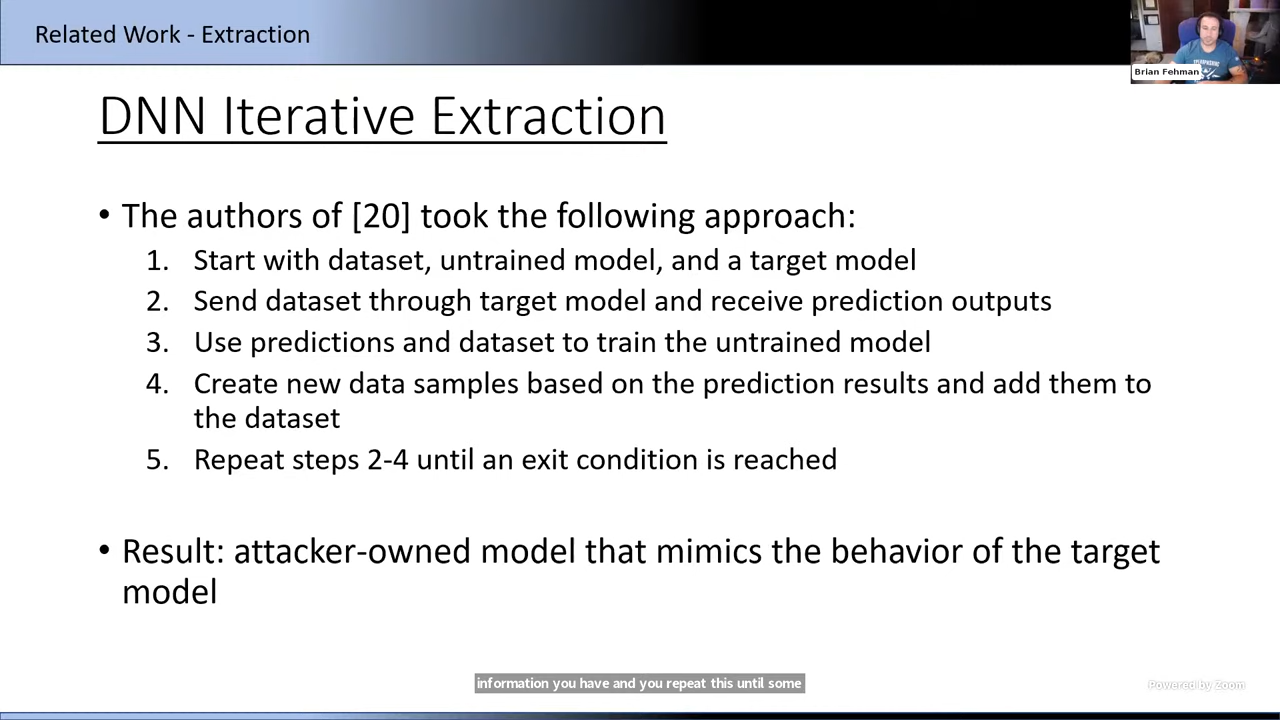 Related Work - Extraction
Brian Fehman
DNN Iterative Extraction
• The authors of [20] took the following approach:
1. Start with dataset, untrained model, and a target model
2. Send dataset through target model and receive prediction outputs
3. Use predictions and dataset to train the untrained model
4. Create new data samples based on the prediction results and add them to
the dataset
5. Repeat steps 2-4 until an exit condition is reached
• Result: attacker-owned model that mimics the behavior of the target
model
information you have and you repeat this until some
Powered by Zoom